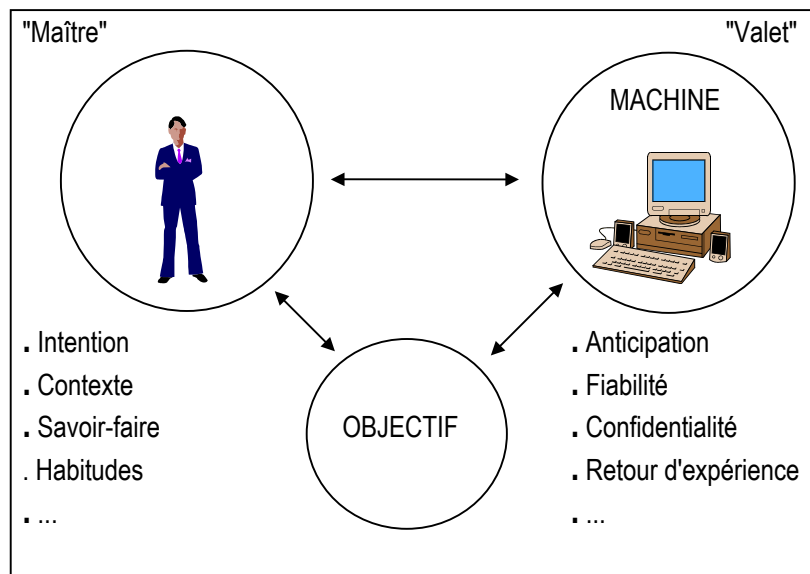 "Maître"
"Valet"
MACHINE
OBJECTIF
. Intention
. Contexte
. Savoir-faire
. Habitudes
. ...
. Anticipation
. Fiabilité
. Confidentialité
. Retour d'expérience
. ...